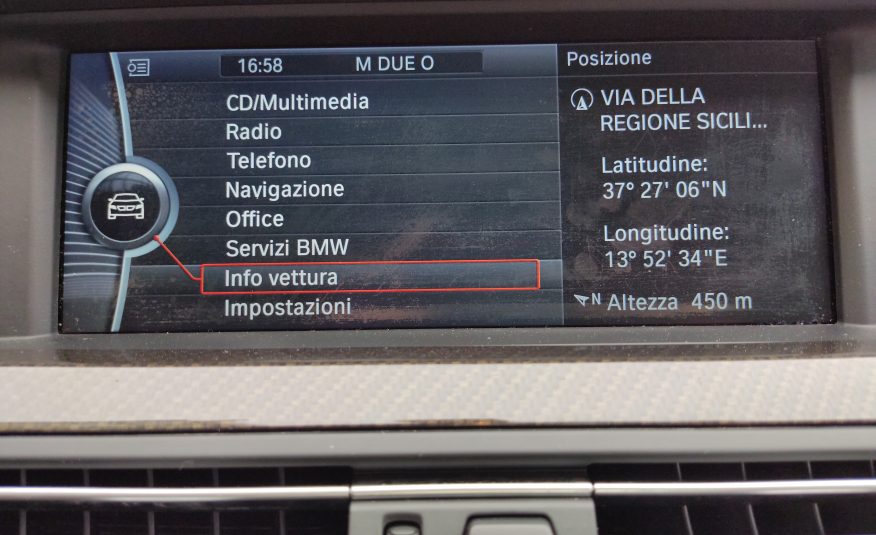 16:58 M DUE O
CD/Multimedia
Radio
Telefono
Navigazione
Office
Servizi BMW
Info vettura
Impostazioni
Posizione
VIA DELLA
REGIONE SICILI...
Latitudine:
37° 27' 06"N
Longitudine:
13° 52' 34"E
N Altezza 450 m